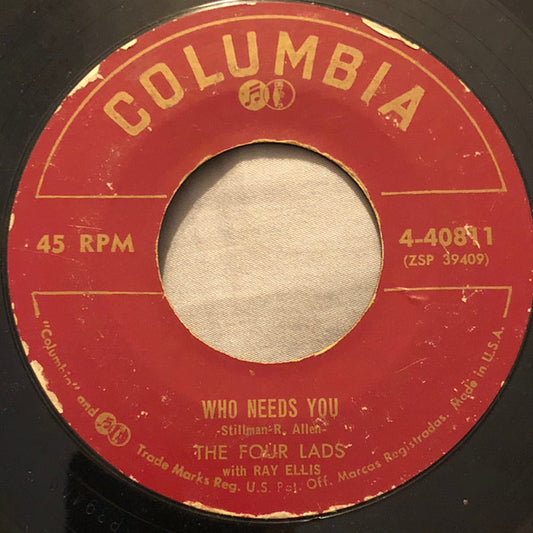 COLUMBIA
45 RPM
4-40811
(ZSP 39409)
WHO NEEDS YOU
-Stillman-R. Allen-
THE FOUR LADS
with RAY ELLIS
"Columbia" and Trade Marks Reg. U.S. Pat. Off. Marcas Registradas. Made in U.S.A.